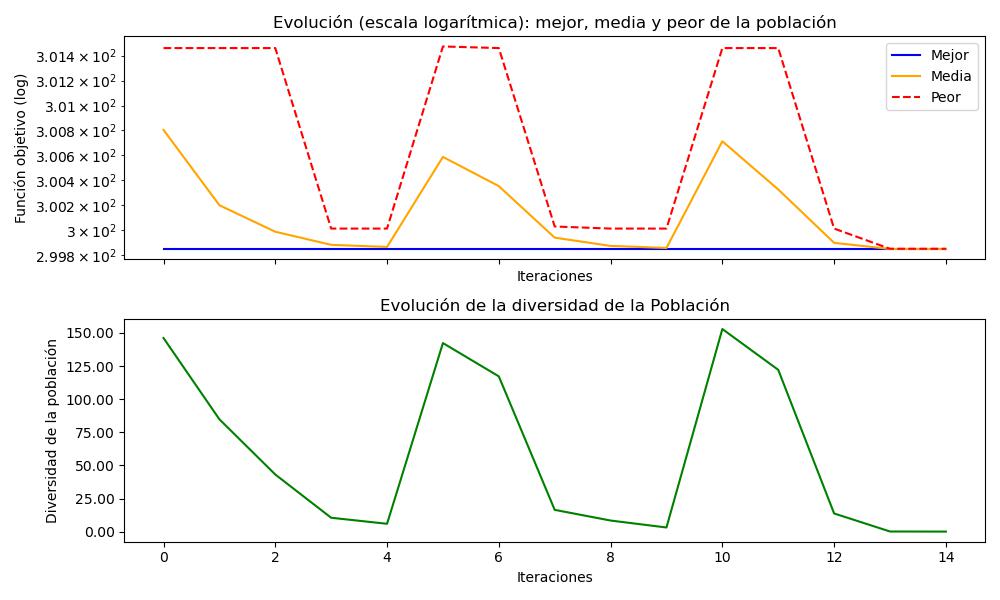 Evolución (escala logarítmica): mejor, media y peor de la población
Función objetivo (log)
3.014 × 10²
3.012 × 10²
3.01 × 10²
3.008 × 10²
3.006 × 10²
3.004 × 10²
3.002 × 10²
3 × 10²
2.998 × 10²
Mejor
Media
Peor
Iteraciones
Evolución de la diversidad de la Población
Diversidad de la población
150.00
125.00
100.00
75.00
50.00
25.00
0.00
0 2 4 6 8 10 12 14
Iteraciones